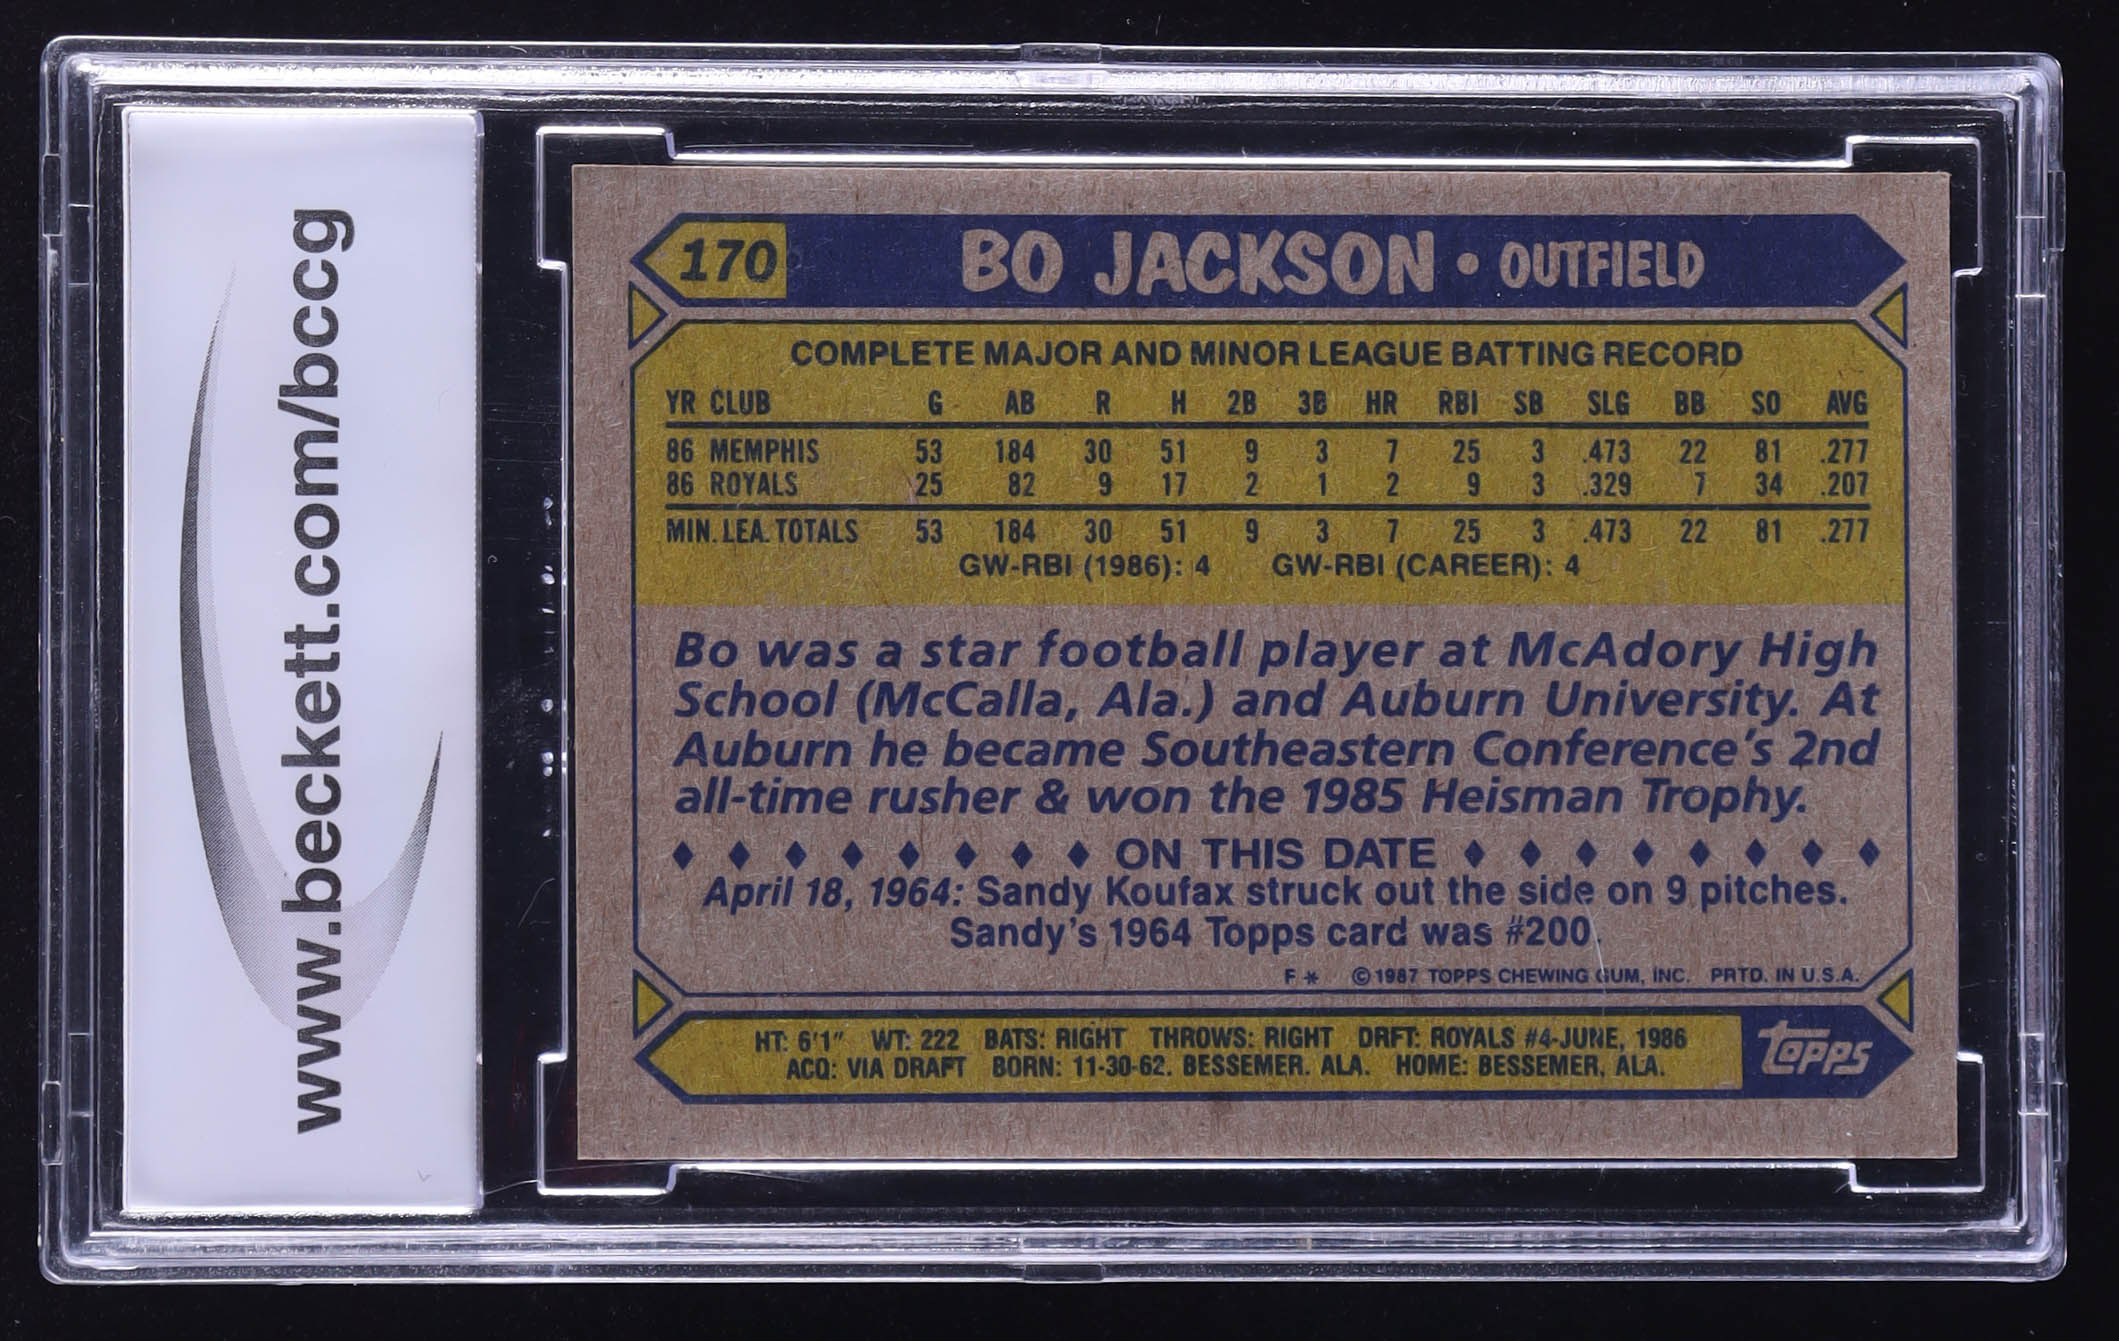 www.beckett.com/bccg
170 BO JACKSON • OUTFIELD
COMPLETE MAJOR AND MINOR LEAGUE BATTING RECORD
YR CLUB G AB R H 2B 3B HR RBI SB SLG BB SO AVG
86 MEMPHIS 53 184 30 51 9 3 7 25 3 .473 22 81 .277
86 ROYALS 25 82 9 17 2 1 2 9 3 .329 7 34 .207
MIN. LEA. TOTALS 53 184 30 51 9 3 7 25 3 .473 22 81 .277
GW-RBI (1986): 4 GW-RBI (CAREER): 4
Bo was a star football player at McAdory High
School (McCalla, Ala.) and Auburn University. At
Auburn he became Southeastern Conference's 2nd
all-time rusher & won the 1985 Heisman Trophy.
♦ ♦ ♦ ♦ ♦ ♦ ♦ ♦ ON THIS DATE ♦ ♦ ♦ ♦ ♦ ♦ ♦ ♦
April 18, 1964: Sandy Koufax struck out the side on 9 pitches.
Sandy's 1964 Topps card was #200.
F * © 1987 TOPPS CHEWING GUM, INC. PRTD. IN U.S.A.
HT: 6'1" WT: 222 BATS: RIGHT THROWS: RIGHT DRFT: ROYALS #4-JUNE, 1986
ACQ: VIA DRAFT BORN: 11-30-62, BESSEMER, ALA. HOME: BESSEMER, ALA.
Topps